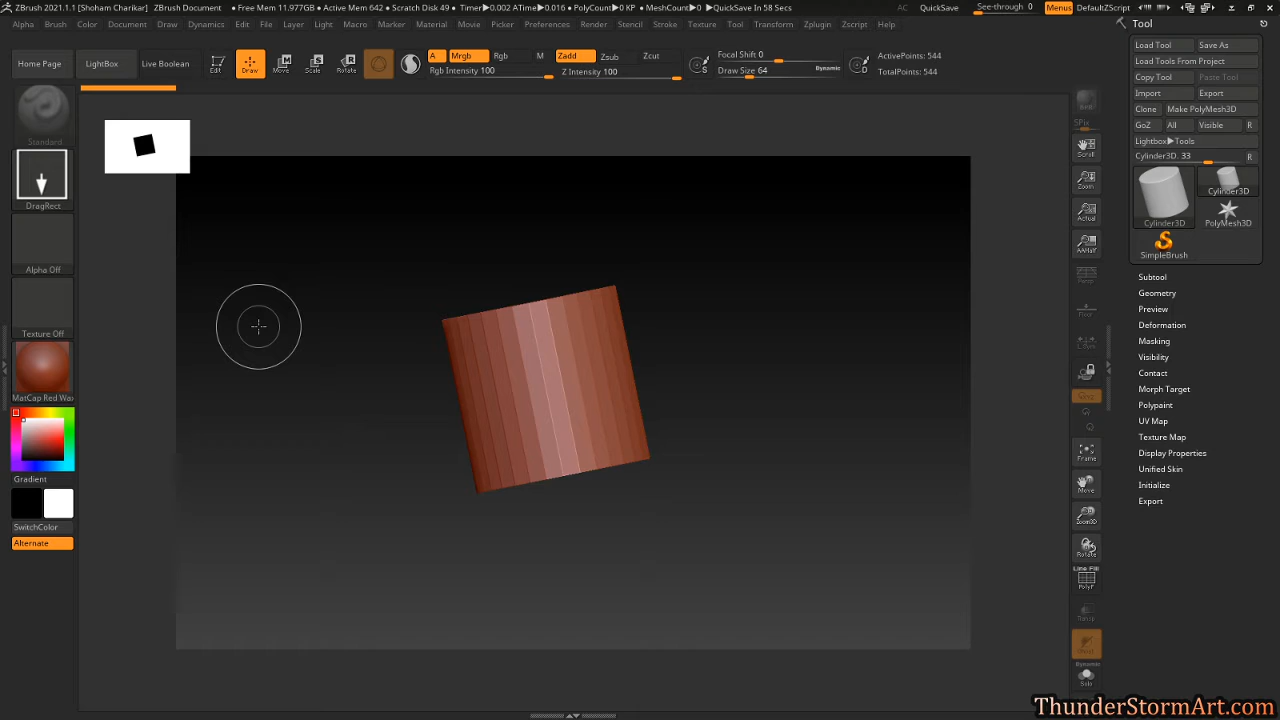 ZBrush 2021.1.1 [Shoham Charikar] ZBrush Document • Free Mem 11.977GB • Active Mem 642 • Scratch Disk 49 • Timer▶0.002 ATime▶0.016 • PolyCount▶0 KP • MeshCount▶0 ▶QuickSave In 58 Secs AC QuickSave See-through 0 Menus DefaultZScript
Alpha Brush Color Document Draw Dynamics Edit File Layer Light Macro Marker Material Movie Picker Preferences Render Stencil Stroke Texture Tool Transform Zplugin Zscript Help
Home Page LightBox Live Boolean Edit Draw Move Scale Rotate
A Mrgb Rgb M Zadd Zsub Zcut
Rgb Intensity 100 Z Intensity 100
S Focal Shift 0
Draw Size 64 Dynamic D
ActivePoints: 544
TotalPoints: 544
Standard
DragRect
Alpha Off
Texture Off
MatCap Red Wax
Gradient
SwitchColor
Alternate
SPix
Scroll
Zoom
Actual
AAHalf
Persp
Floor
L.Sym
Frame
Move
Zoom3D
Rotate
Line Fill
PolyF
Transp
Dynamic
Solo
Tool
Load Tool Save As
Load Tools From Project
Copy Tool Paste Tool
Import Export
Clone Make PolyMesh3D
GoZ All Visible R
Lightbox▶Tools
Cylinder3D. 33 R
Cylinder3D Cylinder3D
PolyMesh3D
SimpleBrush
Subtool
Geometry
Preview
Deformation
Masking
Visibility
Contact
Morph Target
Polypaint
UV Map
Texture Map
Display Properties
Unified Skin
Initialize
Export
ThunderStormArt.com